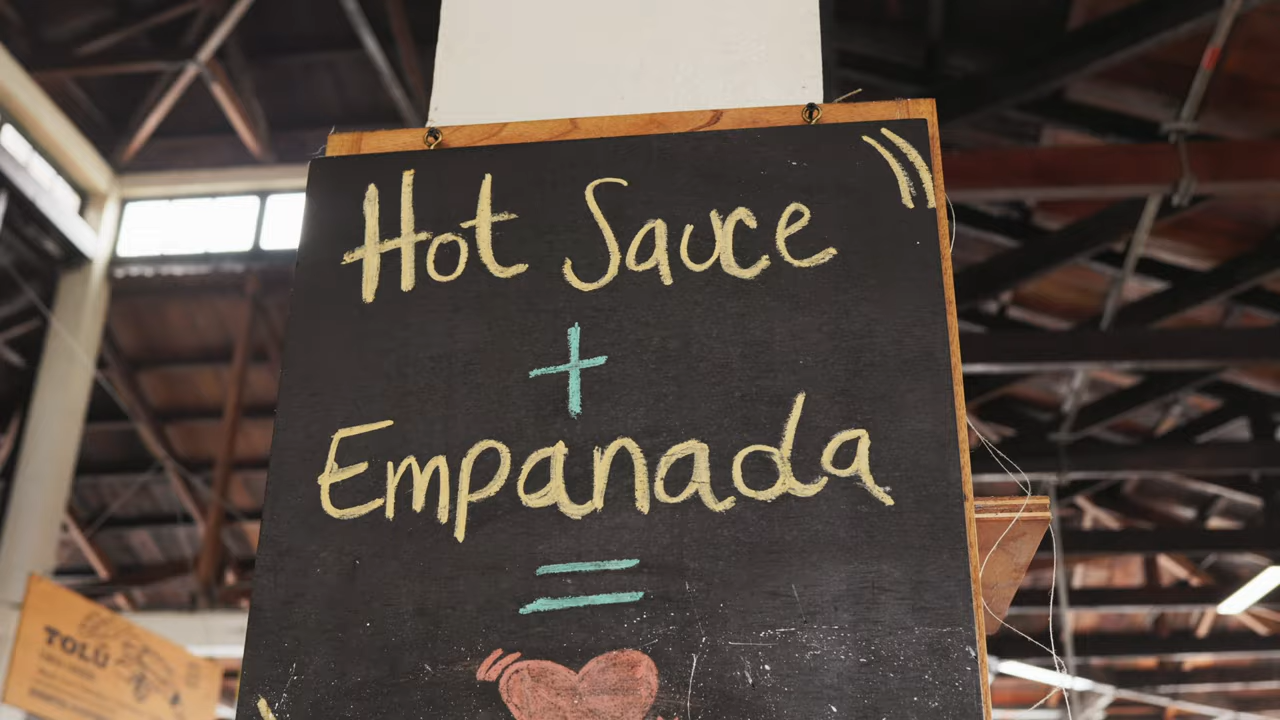 Hot Sauce
+
Empanada
=
TOLÚ